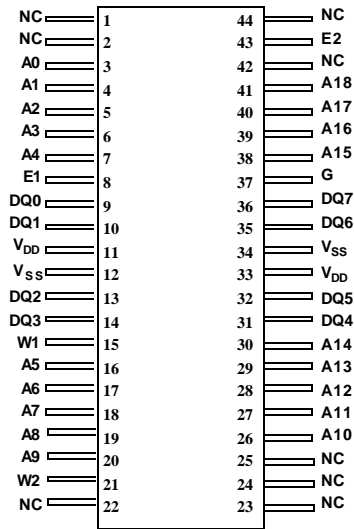 NC 1 44 NC
NC 2 43 E2
A0 3 42 NC
A1 4 41 A18
A2 5 40 A17
A3 6 39 A16
A4 7 38 A15
E1 8 37 G
DQ0 9 36 DQ7
DQ1 10 35 DQ6
VDD 11 34 VSS
VSS 12 33 VDD
DQ2 13 32 DQ5
DQ3 14 31 DQ4
W1 15 30 A14
A5 16 29 A13
A6 17 28 A12
A7 18 27 A11
A8 19 26 A10
A9 20 25 NC
W2 21 24 NC
NC 22 23 NC